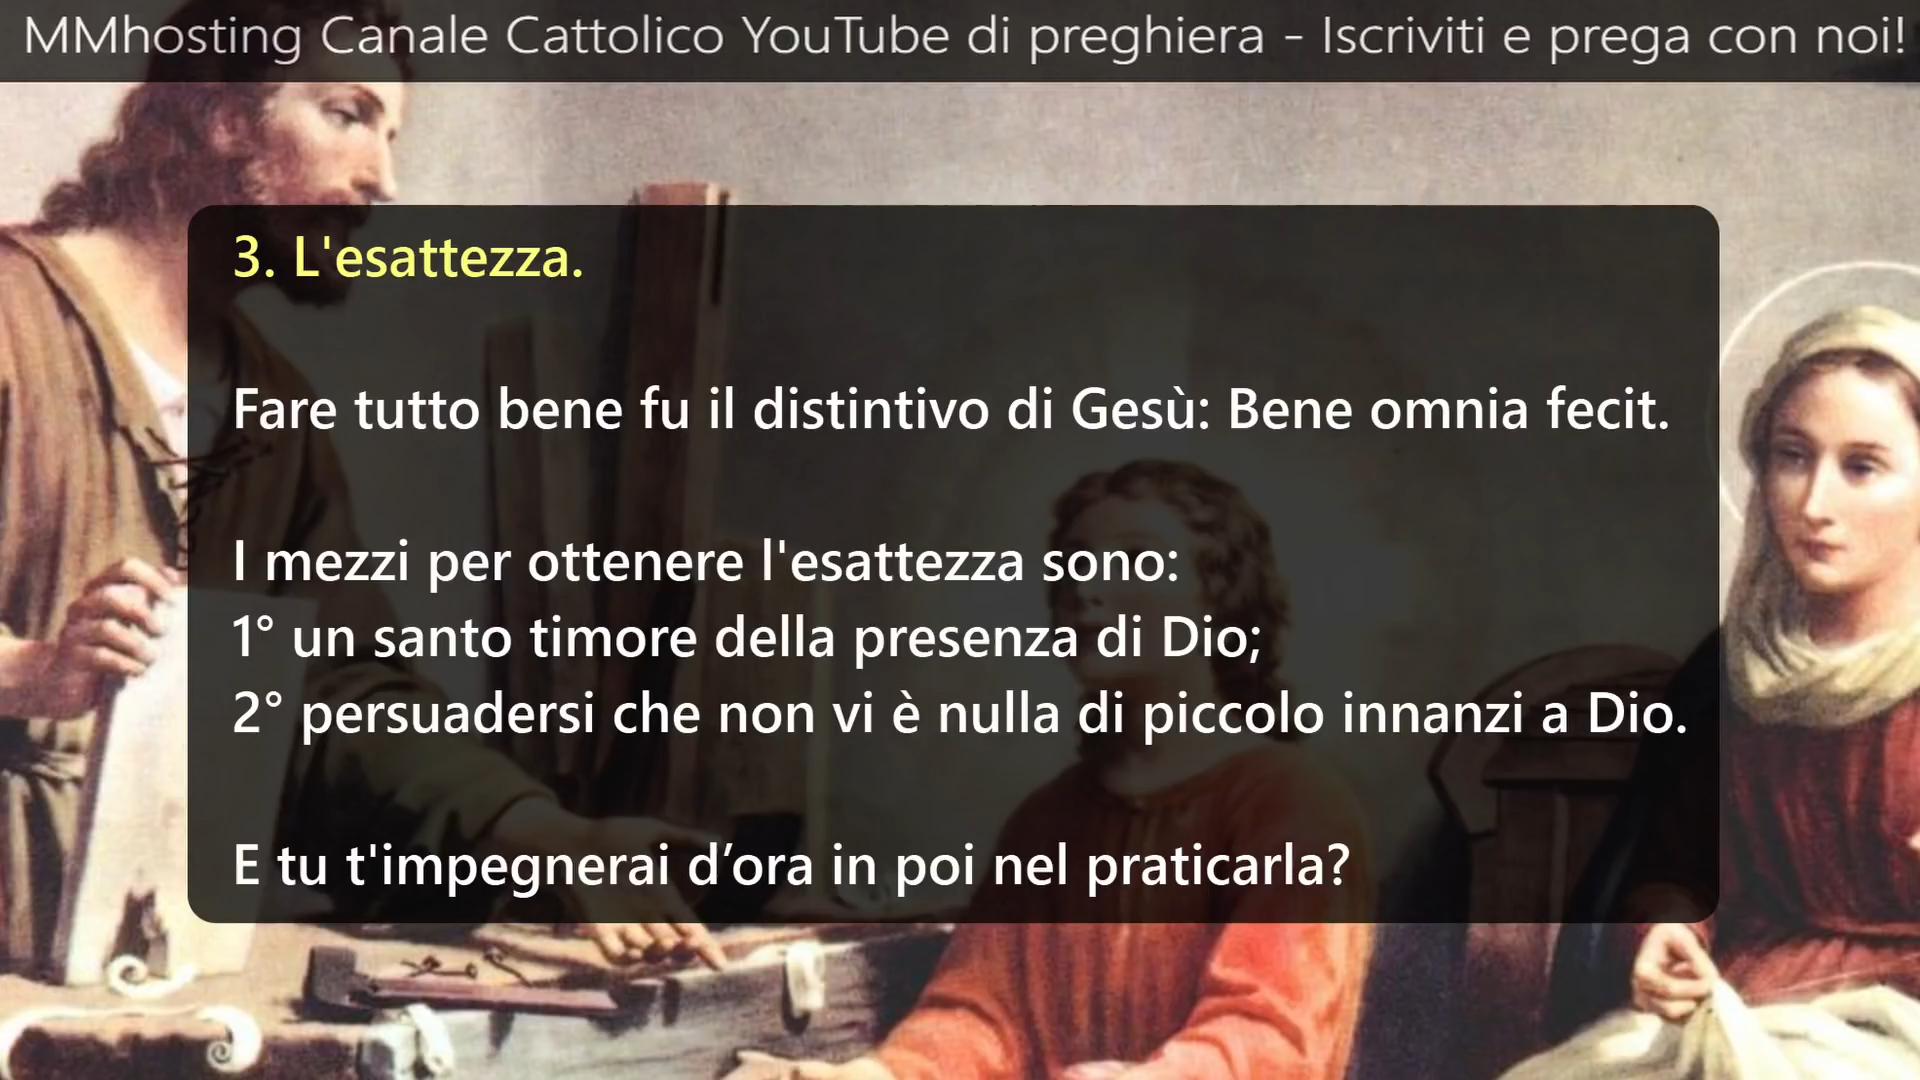 MMhosting Canale Cattolico YouTube di preghiera - Iscriviti e prega con noi!
3. L'esattezza.
Fare tutto bene fu il distintivo di Gesù: Bene omnia fecit.
I mezzi per ottenere l'esattezza sono:
1° un santo timore della presenza di Dio;
2° persuadersi che non vi è nulla di piccolo innanzi a Dio.
E tu t'impegnerai d’ora in poi nel praticarla?